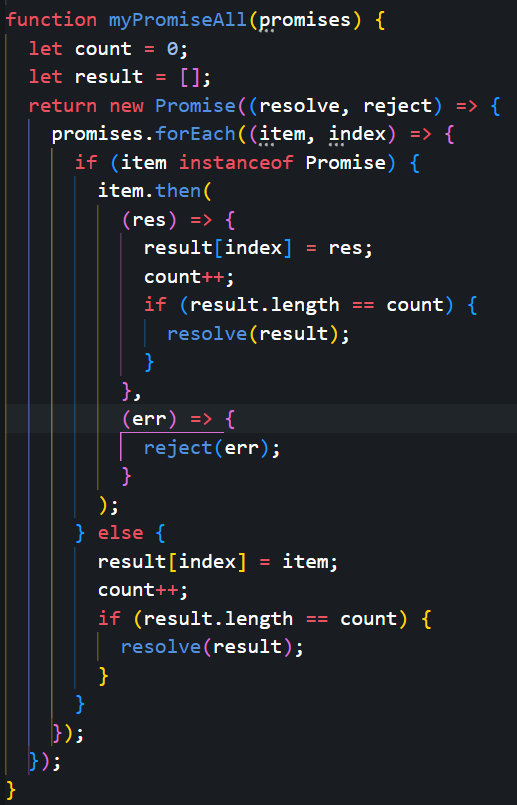 function myPromiseAll(promises) {
  let count = 0;
  let result = [];
  return new Promise((resolve, reject) => {
    promises.forEach((item, index) => {
      if (item instanceof Promise) {
        item.then(
          (res) => {
            result[index] = res;
            count++;
            if (result.length == count) {
              resolve(result);
            }
          },
          (err) => {
            reject(err);
          }
        );
      } else {
        result[index] = item;
        count++;
        if (result.length == count) {
          resolve(result);
        }
      }
    });
  });
}